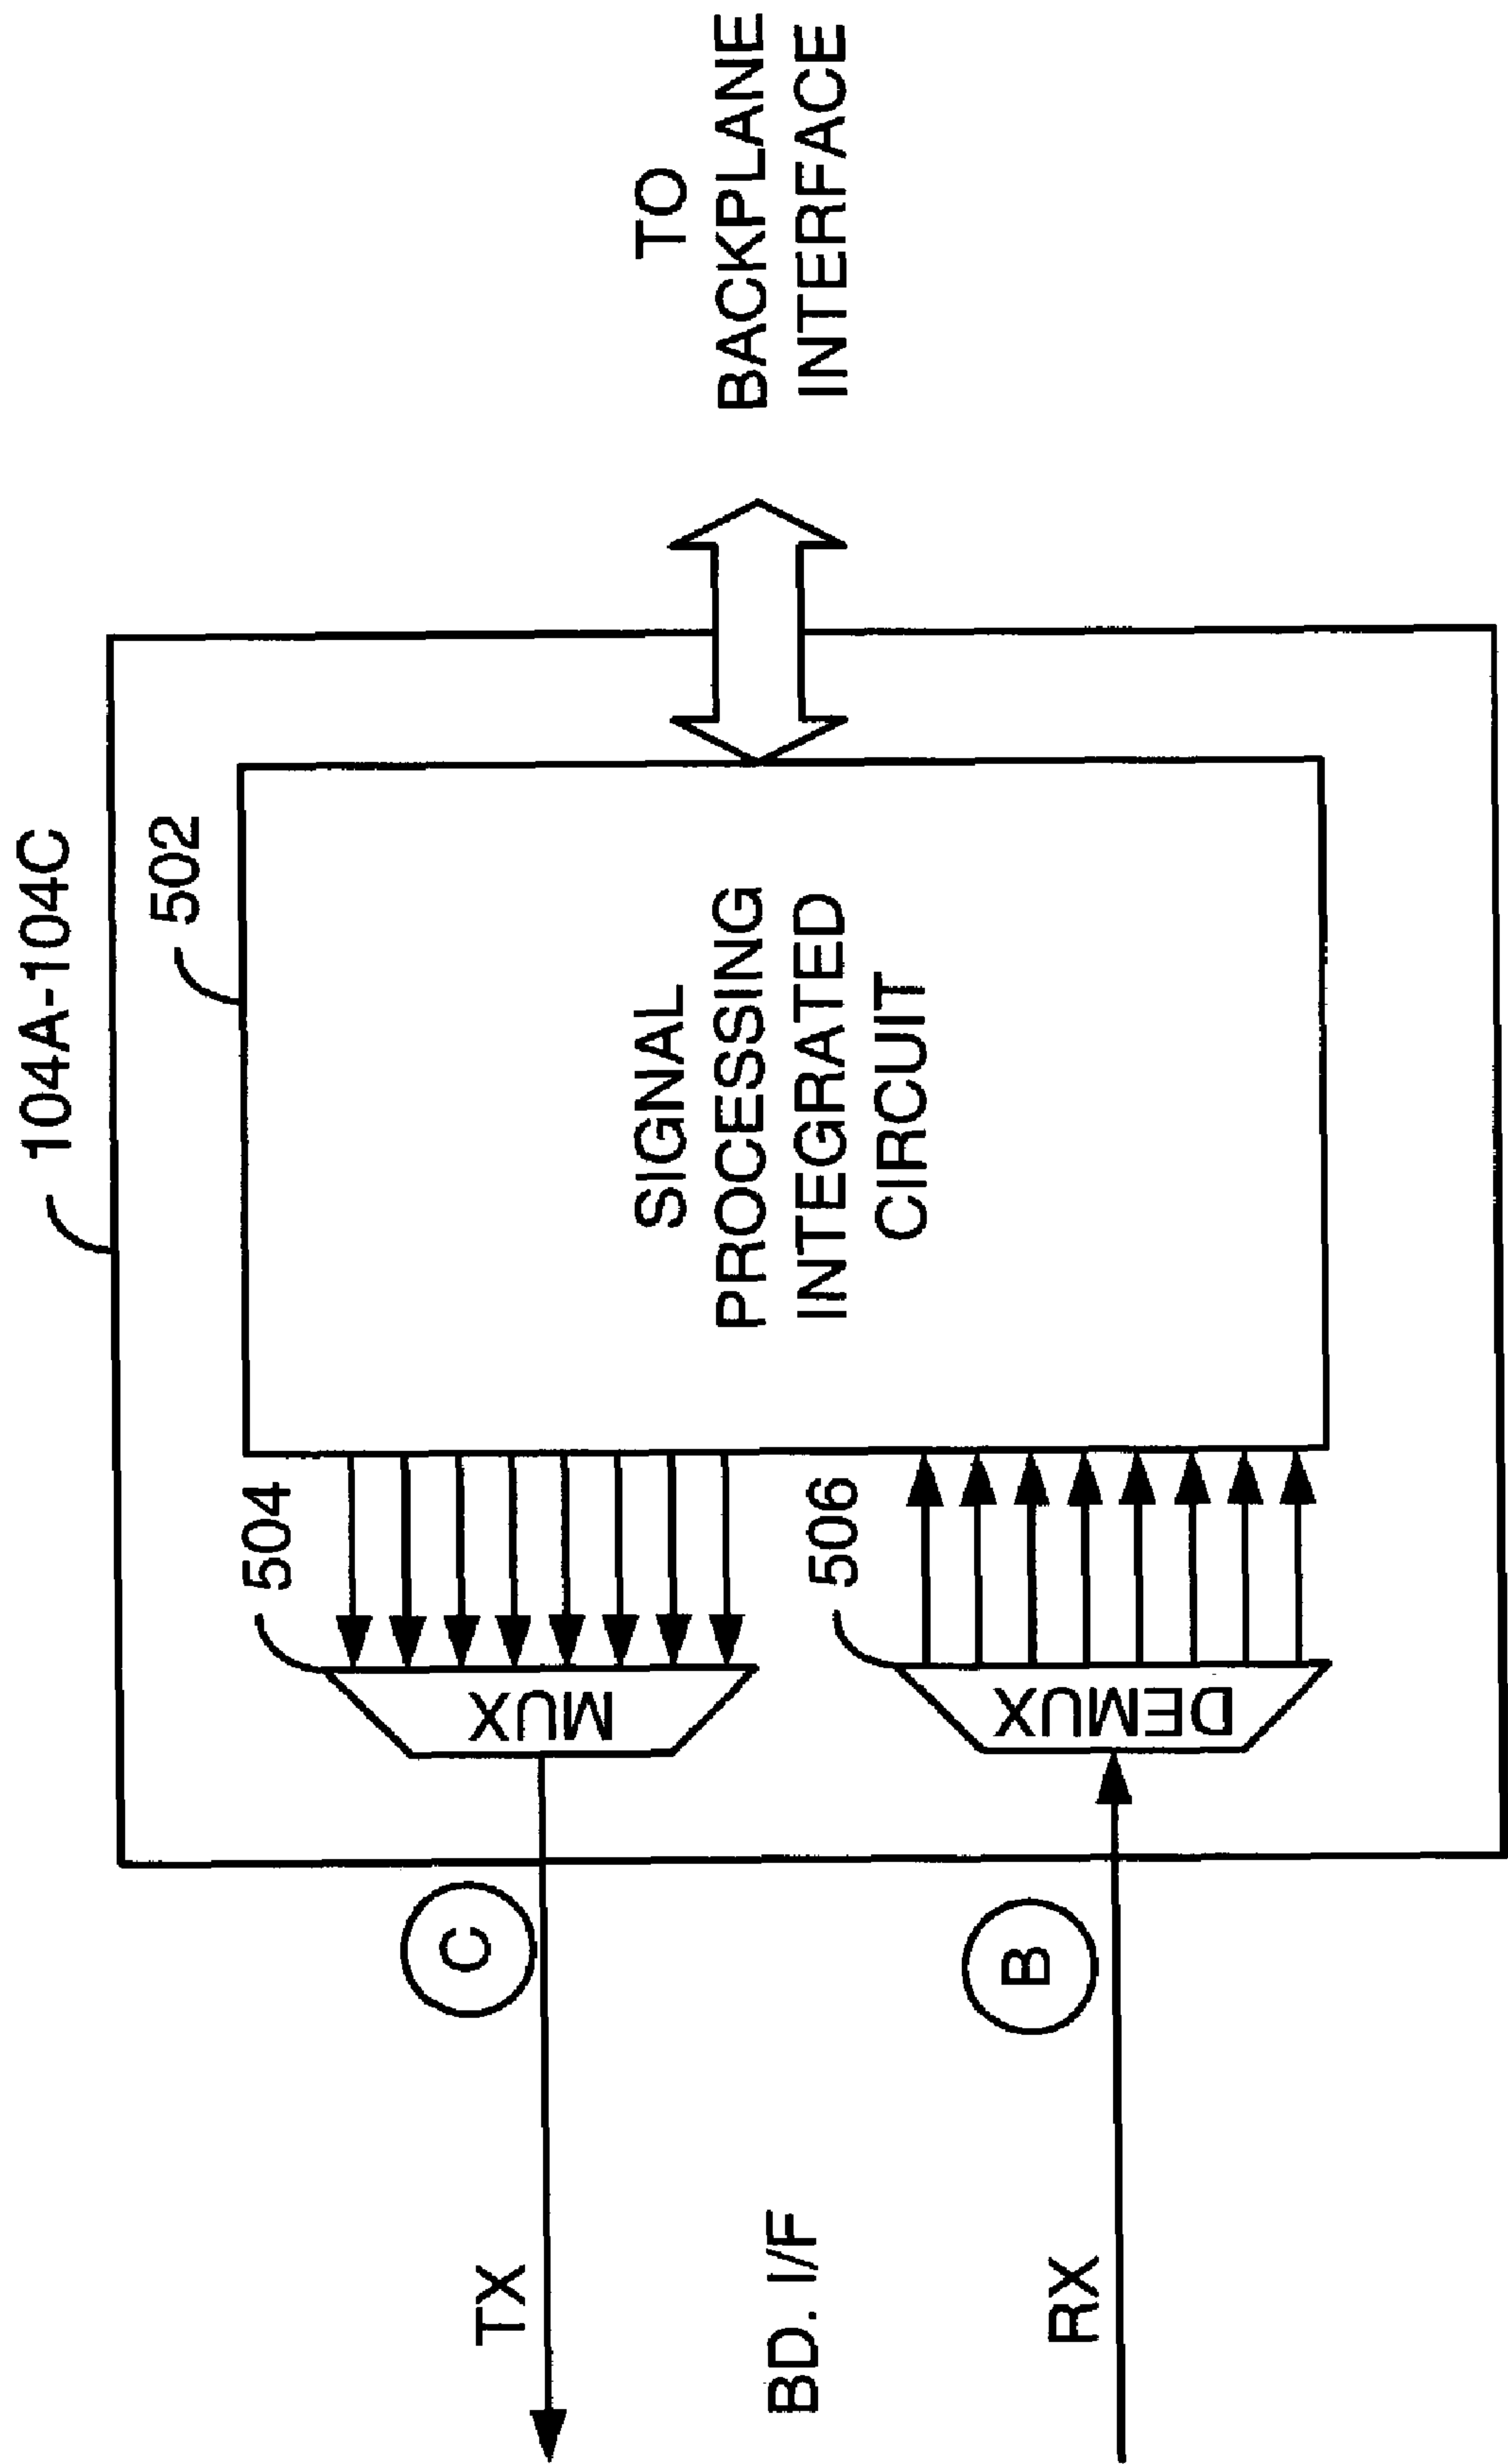 104A-104C
502
504
506
SIGNAL
PROCESSING
INTEGRATED
CIRCUIT
MUX
DEMUX
C
B
TX
BD. I/F
RX
TO
BACKPLANE
INTERFACE